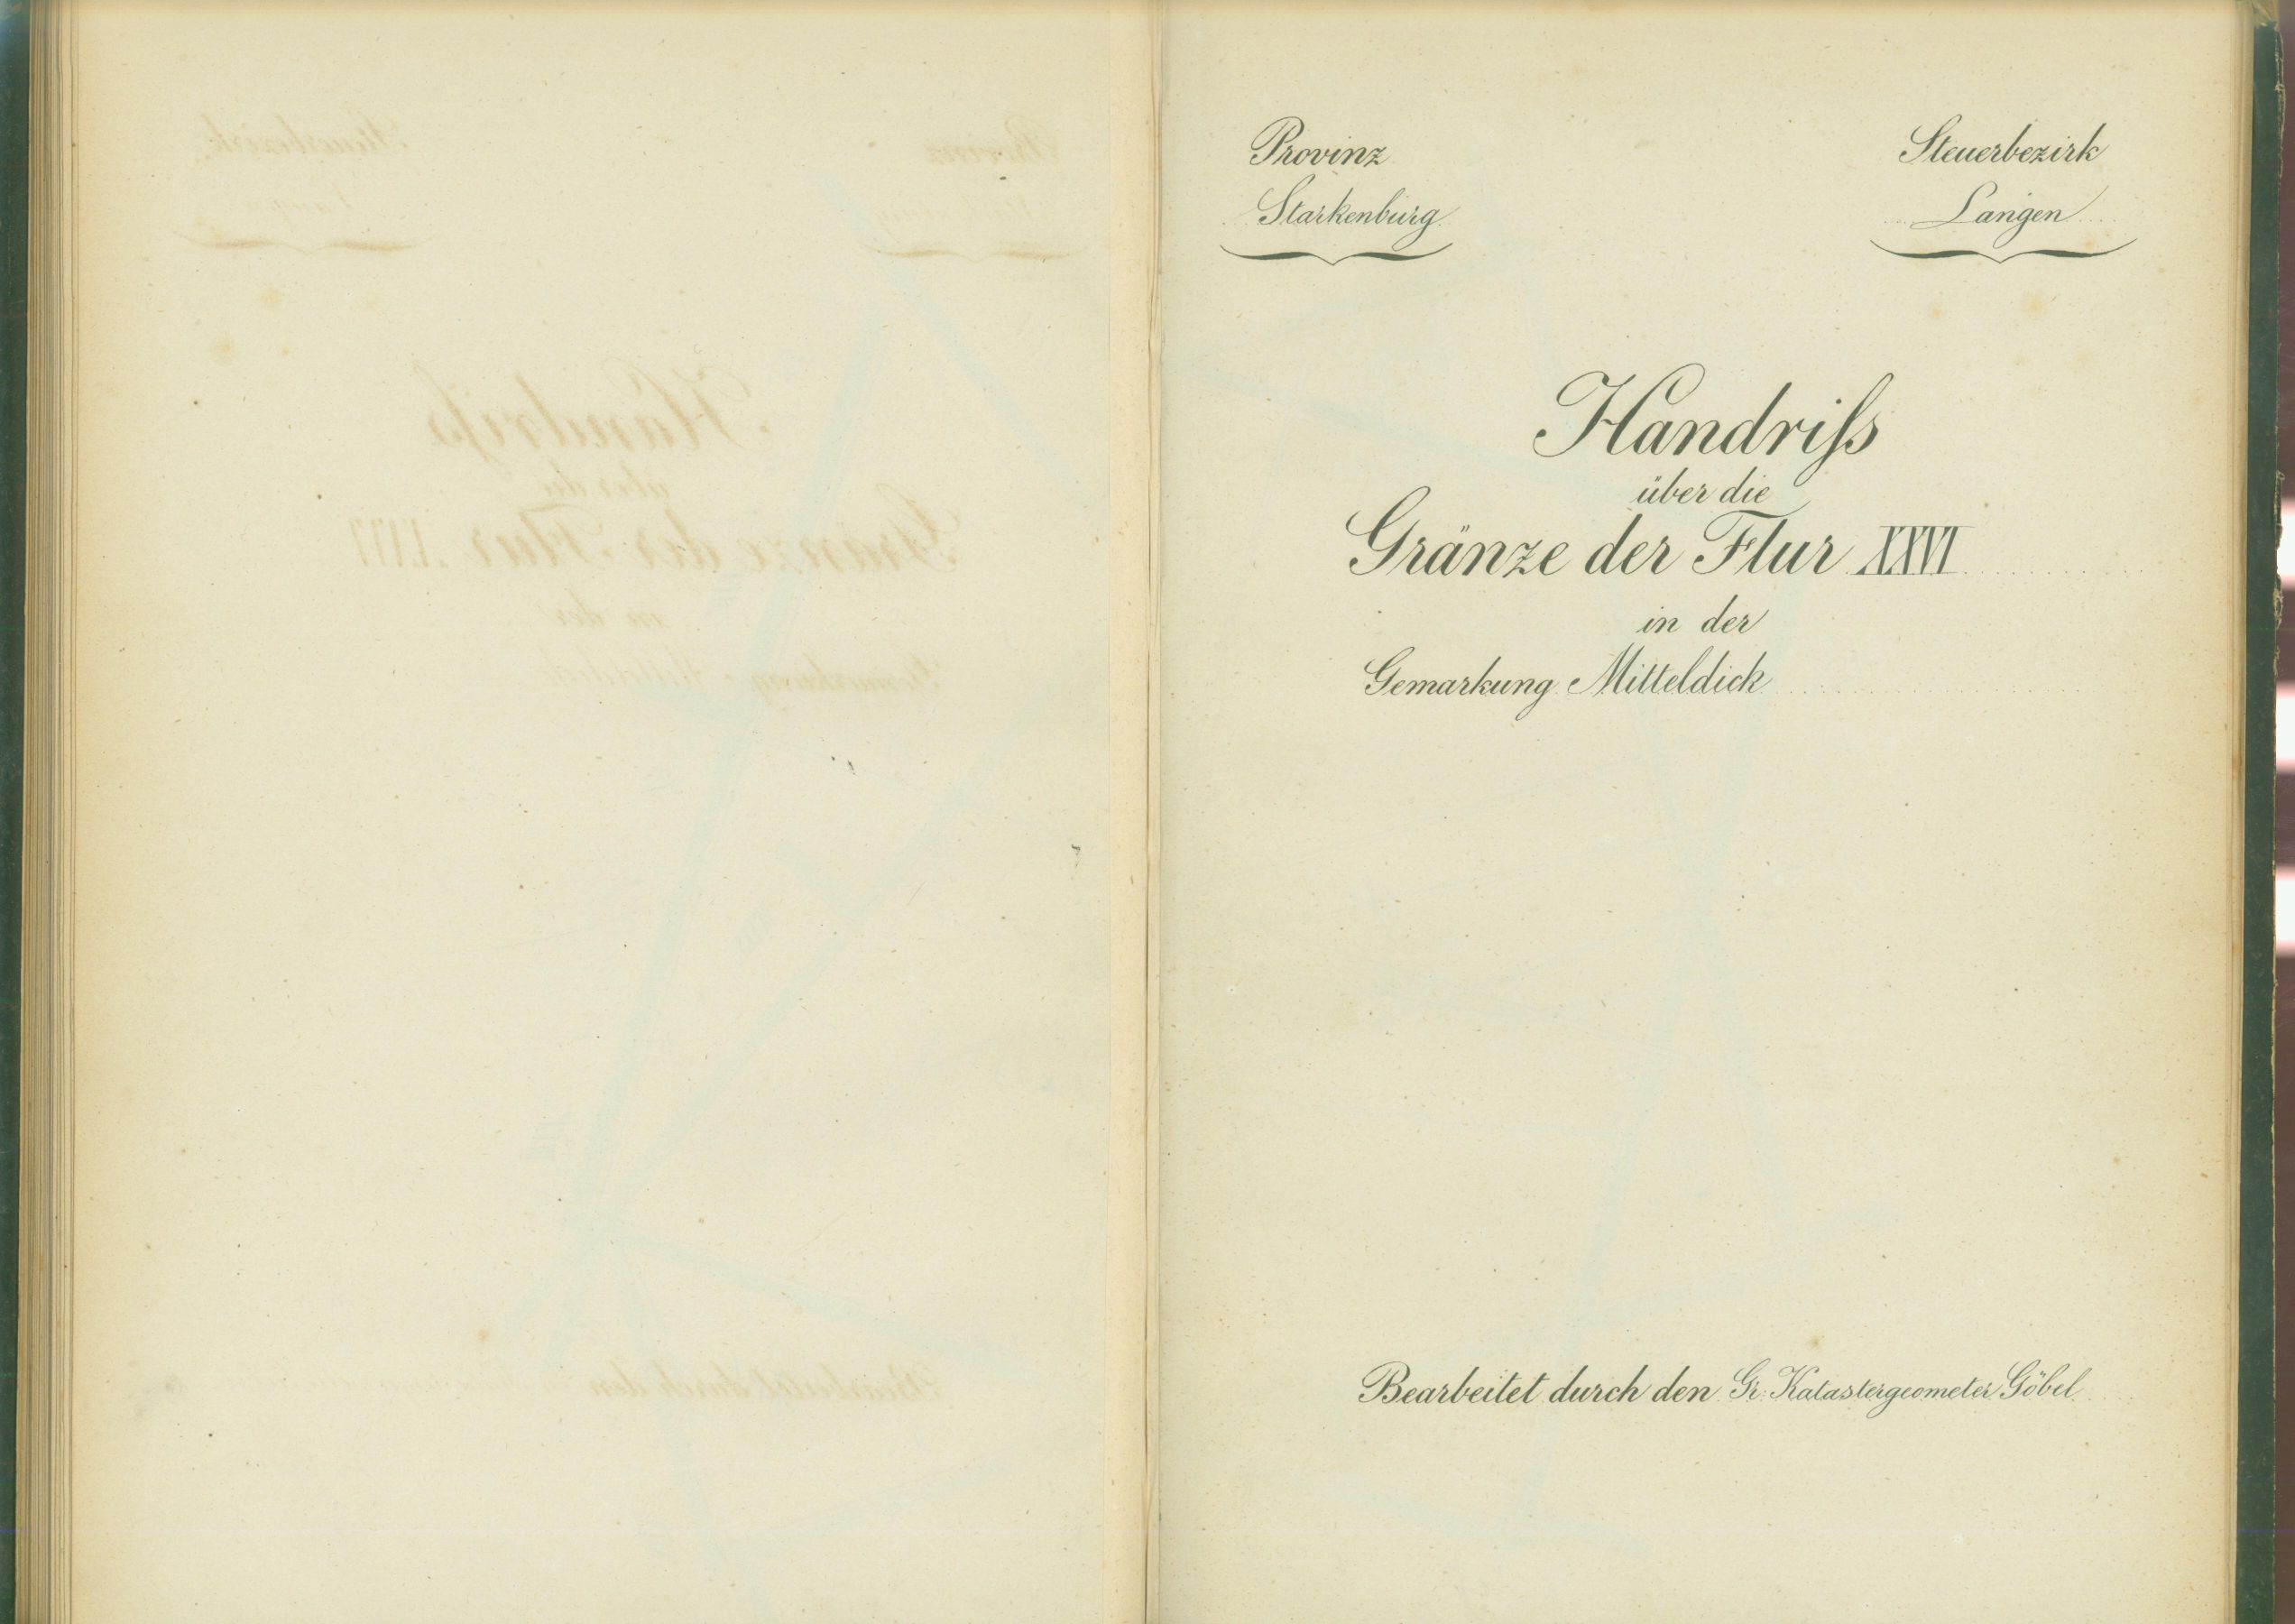 Provinz
Starkenburg
Steuerbezirk
Langen
Handriſs
über die
Gränze der Flur XXVI
in der
Gemarkung Mitteldick
Bearbeitet durch den Gr. Katastergeometer Göbel